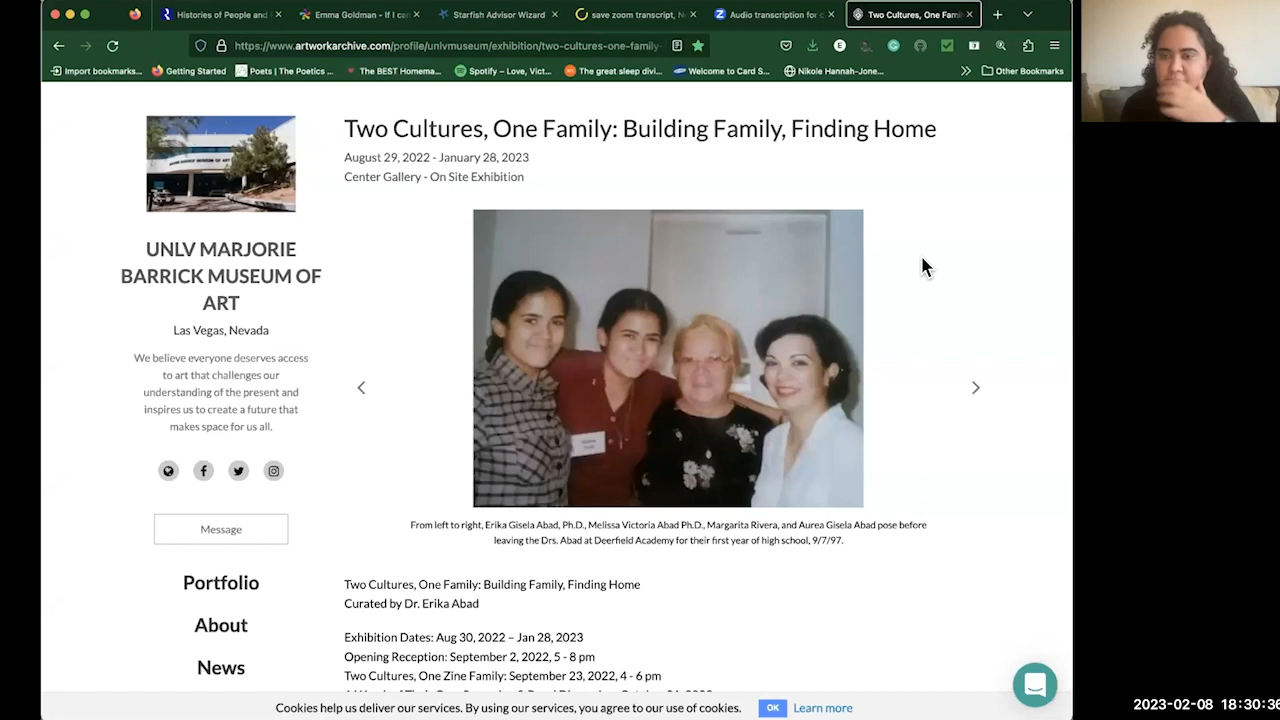 Histories of People and
Emma Goldman - If I can
Starfish Advisor Wizard
save zoom transcript, N
Audio transcription for c
Two Cultures, One Fami
https://www.artworkarchive.com/profile/unlvmuseum/exhibition/two-cultures-one-family-
Import bookmarks...
Getting Started
Poets | The Poetics ...
The BEST Homema...
Spotify – Love, Vict...
The great sleep divi...
Welcome to Card S...
Nikole Hannah-Jone...
Other Bookmarks
Two Cultures, One Family: Building Family, Finding Home
August 29, 2022 - January 28, 2023
Center Gallery - On Site Exhibition
UNLV MARJORIE
BARRICK MUSEUM OF
ART
Las Vegas, Nevada
We believe everyone deserves access
to art that challenges our
understanding of the present and
inspires us to create a future that
makes space for us all.
Message
Portfolio
About
News
From left to right, Erika Gisela Abad, Ph.D., Melissa Victoria Abad Ph.D., Margarita Rivera, and Aurea Gisela Abad pose before
leaving the Drs. Abad at Deerfield Academy for their first year of high school, 9/7/97.
Two Cultures, One Family: Building Family, Finding Home
Curated by Dr. Erika Abad
Exhibition Dates: Aug 30, 2022 – Jan 28, 2023
Opening Reception: September 2, 2022, 5 - 8 pm
Two Cultures, One Zine Family: September 23, 2022, 4 - 6 pm
Cookies help us deliver our services. By using our services, you agree to our use of cookies.
OK
Learn more
2023-02-08 18:30:3